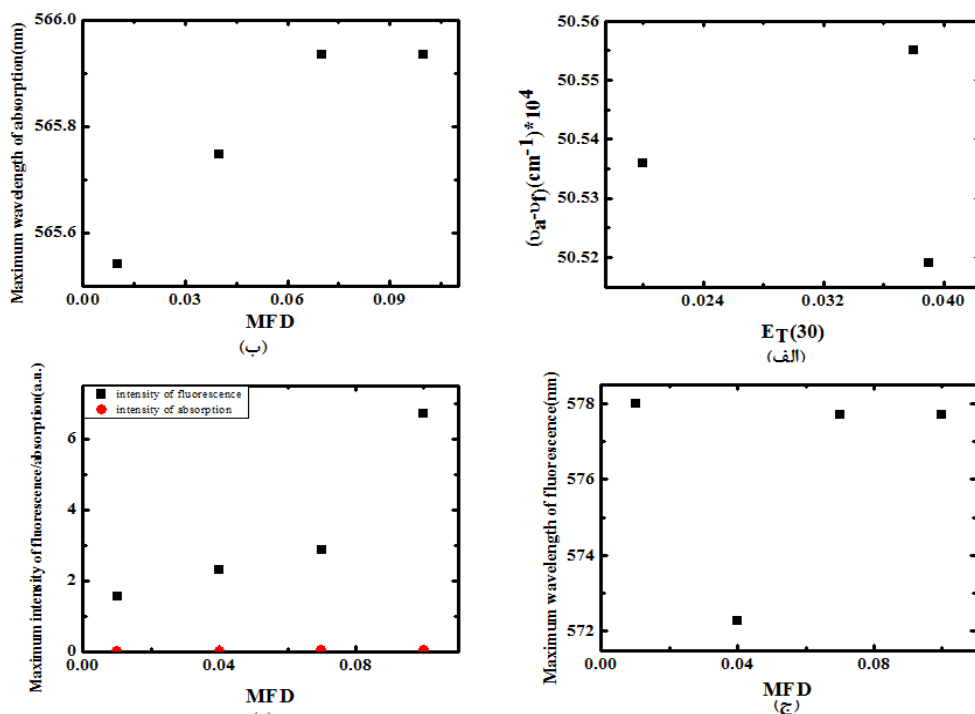 Maximum wavelength of absorption(nm)
566.0
565.8
565.6
0.00 0.03 0.06 0.09
MFD
(ب)
(υa-υf)(cm-1)*10^4
50.56
50.55
50.54
50.53
50.52
0.024 0.032 0.040
ET(30)
(الف)
Maximum intensity of fluorescence/absorption(a.u.)
intensity of fluorescence
intensity of absorption
6
4
2
0
0.00 0.04 0.08
MFD
Maximum wavelength of fluorescence(nm)
578
576
574
572
0.00 0.04 0.08
MFD
(ج)